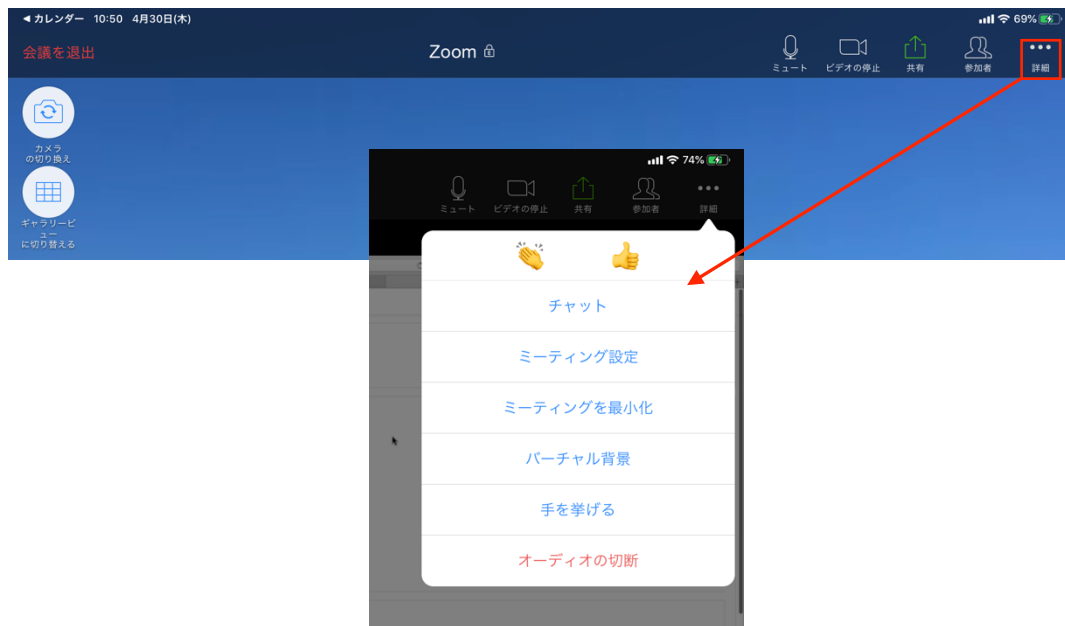 ◀ カレンダー 10:50 4月30日(木) 69%
会議を退出 Zoom ミュート ビデオの停止 共有 参加者 詳細
カメラ
の切り換え
ギャラリービ
ュー
に切り替える
74%
ミュート ビデオの停止 共有 参加者 詳細
チャット
ミーティング設定
ミーティングを最小化
バーチャル背景
手を挙げる
オーディオの切断